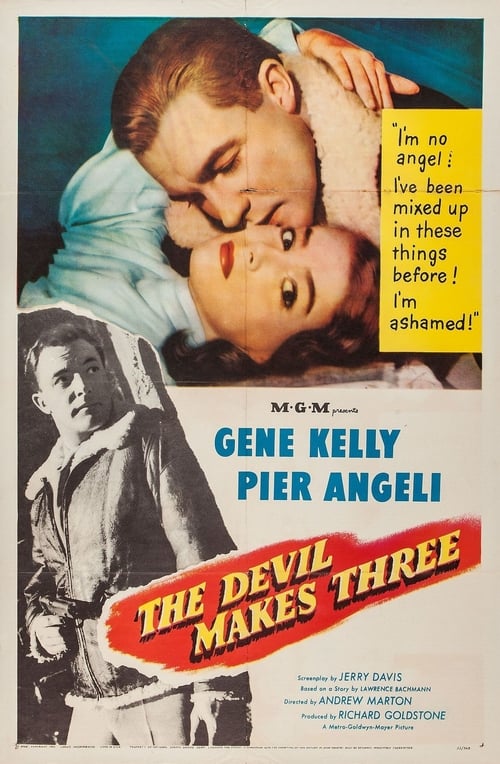 "I'm no
angel!
I've been
mixed up
in these
things
before!
I'm
ashamed!"
M·G·M presents
GENE KELLY
PIER ANGELI
THE DEVIL
MAKES THREE
Screenplay by JERRY DAVIS
Based on a Story by LAWRENCE BACHMANN
Directed by ANDREW MARTON
Produced by RICHARD GOLDSTONE
A Metro-Goldwyn-Mayer Picture